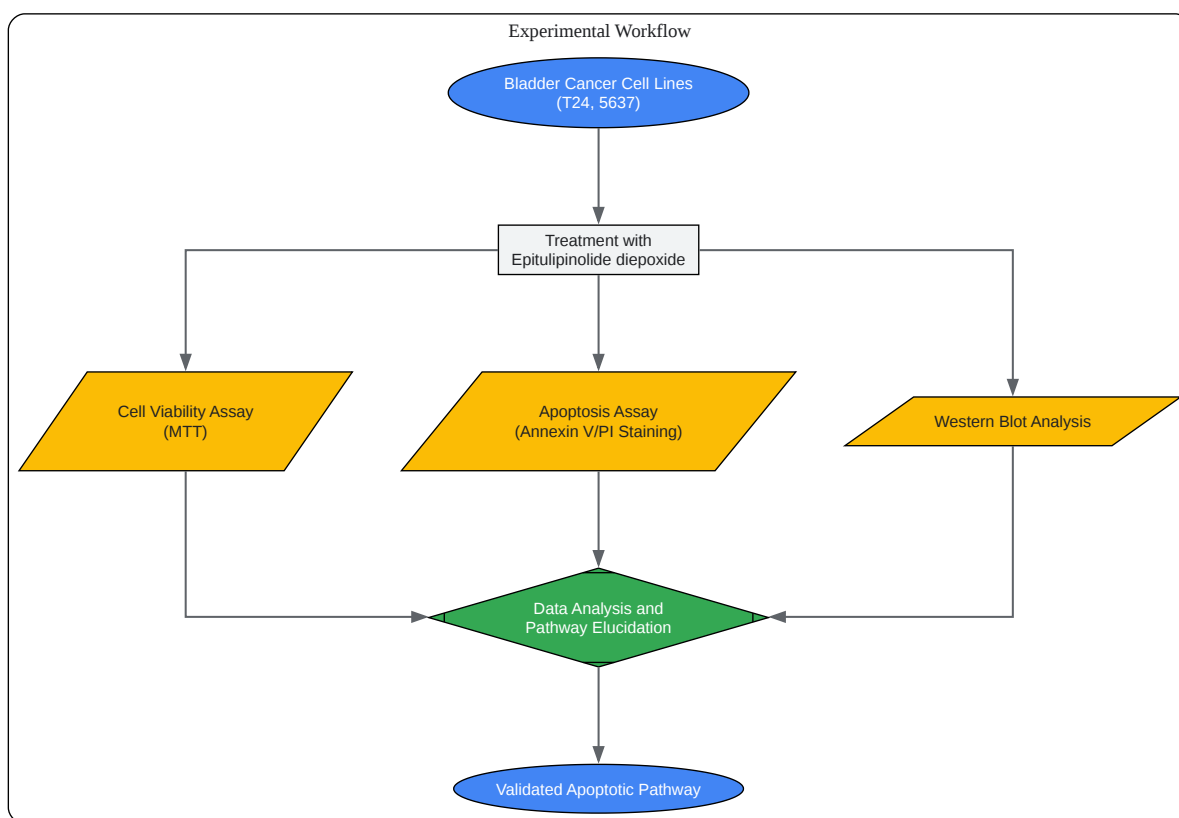 Experimental Workflow
Bladder Cancer Cell Lines
(T24, 5637)
Treatment with
Epitulipinolide diepoxide
Cell Viability Assay
(MTT)
Apoptosis Assay
(Annexin V/PI Staining)
Western Blot Analysis
Data Analysis and
Pathway Elucidation
Validated Apoptotic Pathway